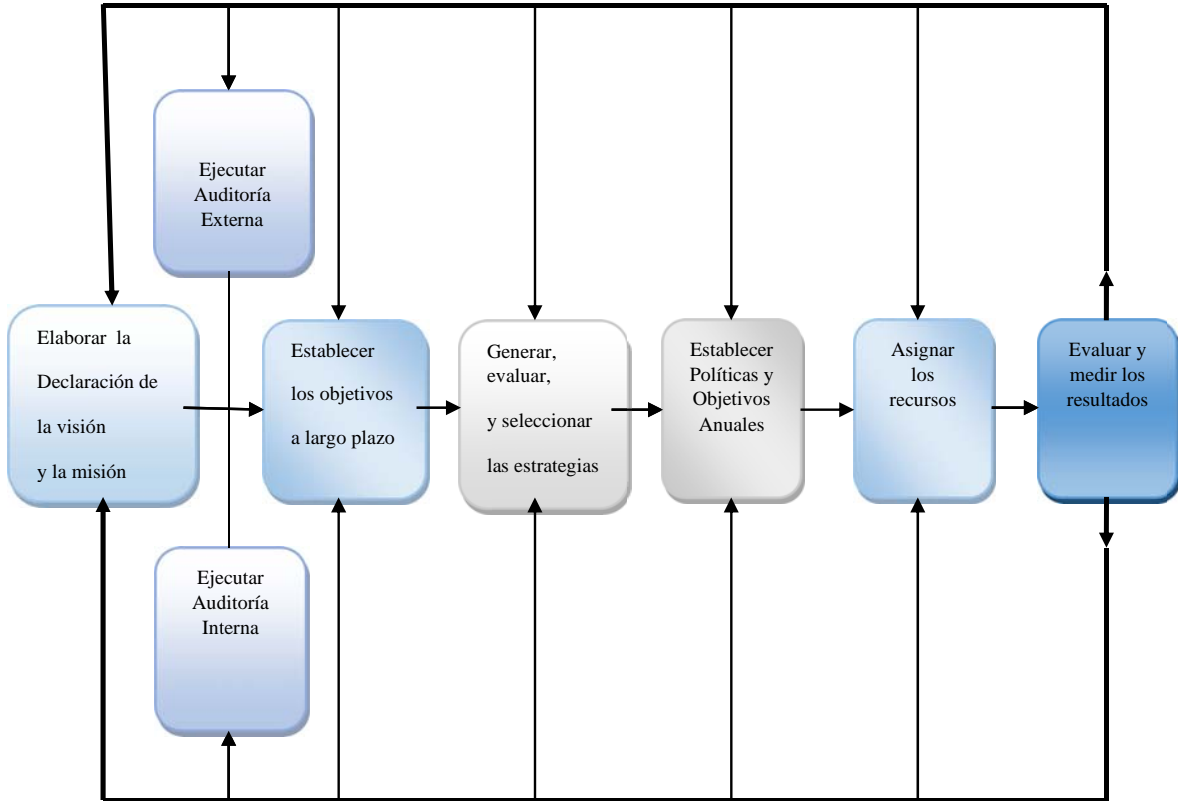 Ejecutar
Auditoría
Externa
Elaborar la
Declaración de
la visión
y la misión
Establecer
los objetivos
a largo plazo
Generar,
evaluar,
y seleccionar
las estrategias
Establecer
Políticas y
Objetivos
Anuales
Asignar
los
recursos
Evaluar y
medir los
resultados
Ejecutar
Auditoría
Interna